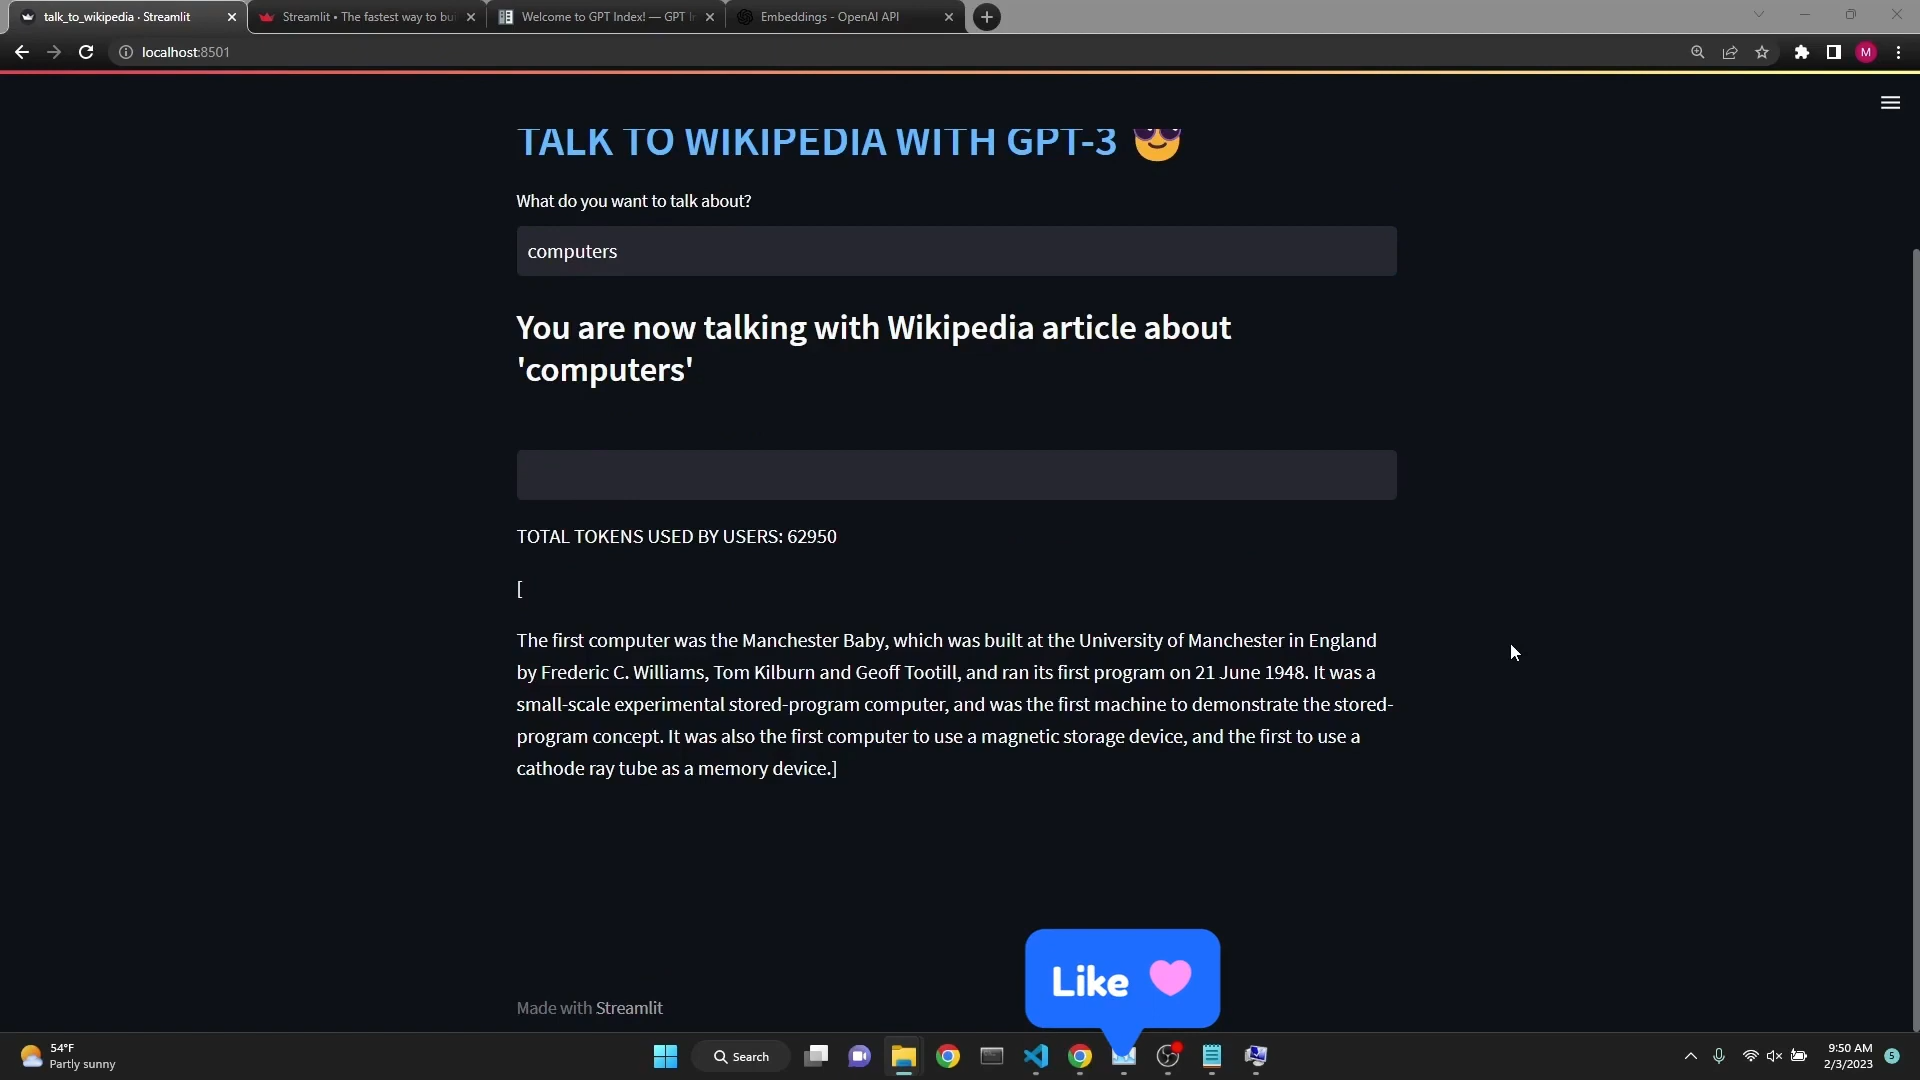 talk_to_wikipedia · Streamlit
Streamlit • The fastest way to bu
Welcome to GPT Index! — GPT I
Embeddings - OpenAI API
localhost:8501
M
TALK TO WIKIPEDIA WITH GPT-3 😎
What do you want to talk about?
computers
You are now talking with Wikipedia article about
'computers'
TOTAL TOKENS USED BY USERS: 62950
[
The first computer was the Manchester Baby, which was built at the University of Manchester in England
by Frederic C. Williams, Tom Kilburn and Geoff Tootill, and ran its first program on 21 June 1948. It was a
small-scale experimental stored-program computer, and was the first machine to demonstrate the stored-
program concept. It was also the first computer to use a magnetic storage device, and the first to use a
cathode ray tube as a memory device.]
Like
Made with Streamlit
54°F
Partly sunny
Search
9:50 AM
2/3/2023
5